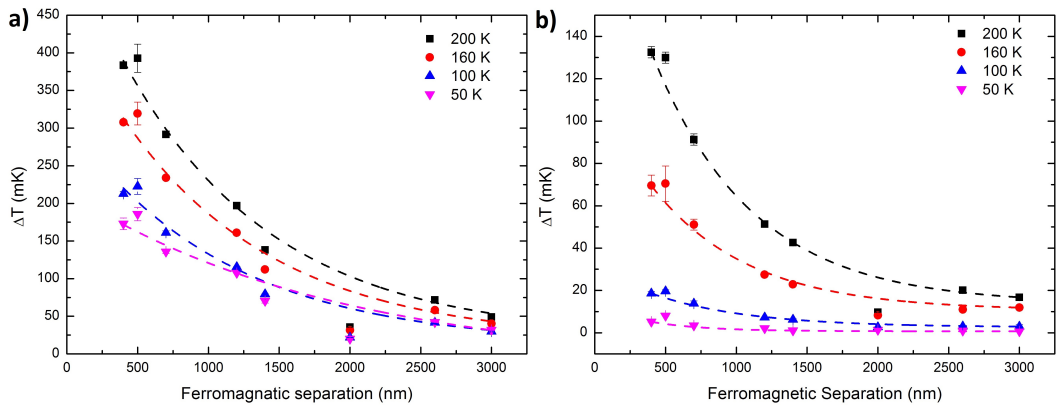 a)
450
400
350
300
250
200
150
100
50
0
ΔT (mK)
200 K
160 K
100 K
50 K
0 500 1000 1500 2000 2500 3000
Ferromagnatic separation (nm)
b)
140
120
100
80
60
40
20
0
ΔT (mK)
200 K
160 K
100 K
50 K
0 500 1000 1500 2000 2500 3000
Ferromagnetic Separation (nm)